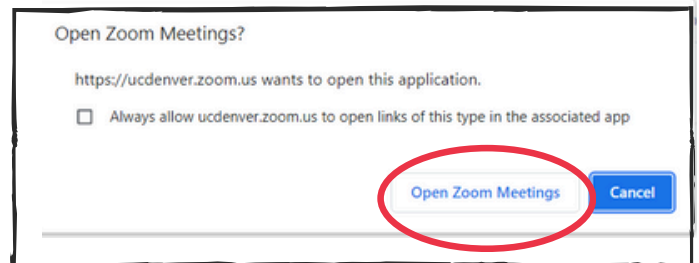 Open Zoom Meetings?
https://ucdenver.zoom.us wants to open this application.
Always allow ucdenver.zoom.us to open links of this type in the associated app
Open Zoom Meetings Cancel